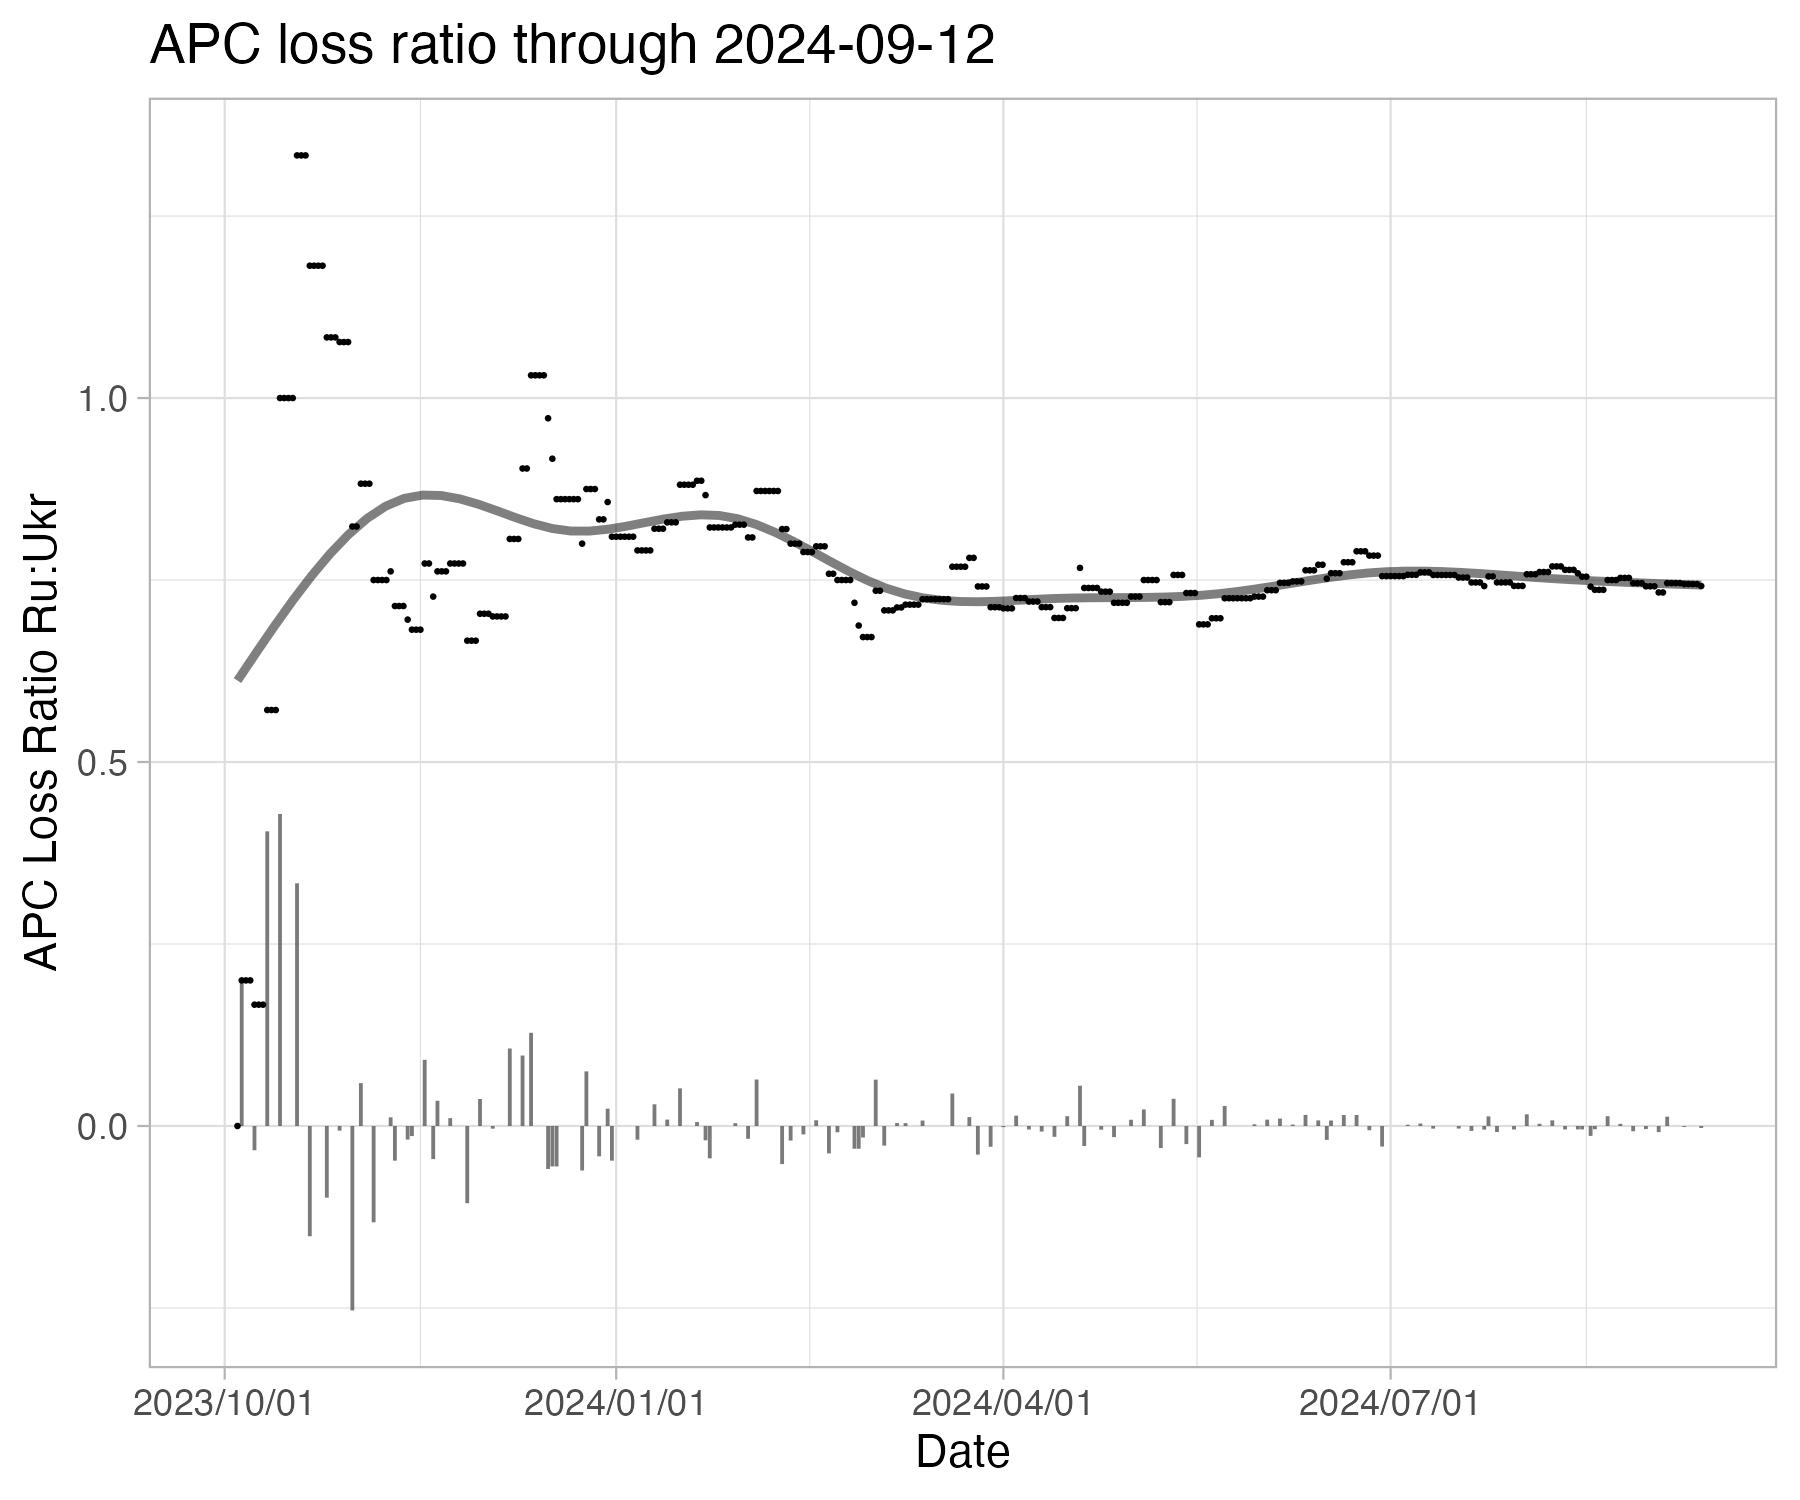 APC loss ratio through 2024-09-12
APC Loss Ratio Ru:Ukr
1.0
0.5
0.0
2023/10/01 2024/01/01 2024/04/01 2024/07/01
Date